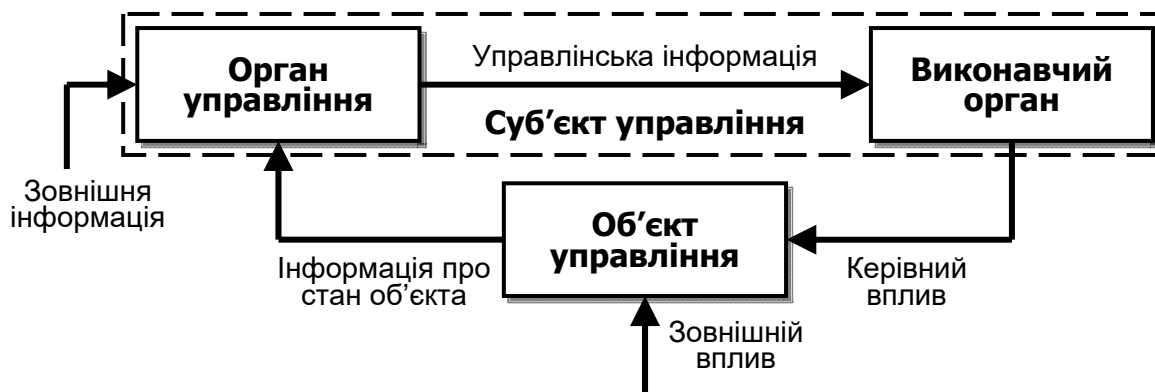 Орган
управління
Управлінська інформація
Виконавчий
орган
Суб’єкт управління
Зовнішня
інформація
Об’єкт
управління
Інформація про
стан об’єкта
Керівний
вплив
Зовнішній
вплив